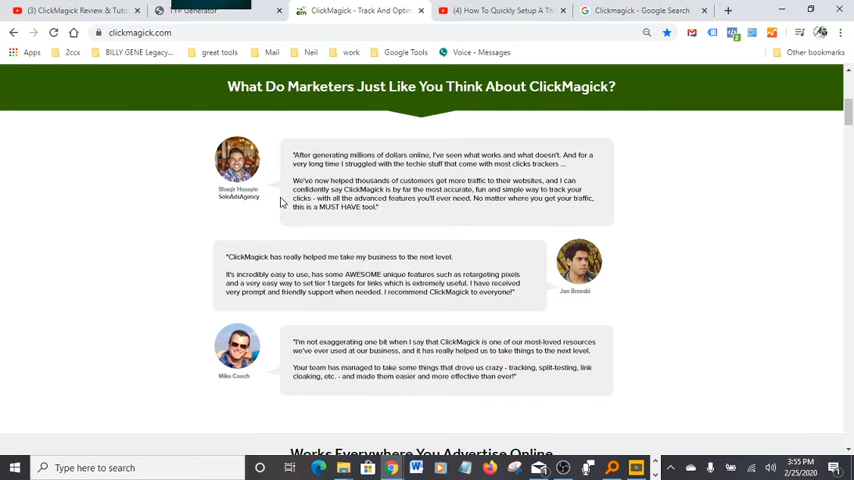 (3) ClickMagick Review & Tuto
TYP Generator
ClickMagick - Track And Optim
(4) How To Quickly Setup A Th
Clickmagick - Google Search
clickmagick.com
Apps
2ccx
BILLY GENE Legacy...
great tools
Mail
Neil
Google Tools
Voice - Messages
Other bookmarks
What Do Marketers Just Like You Think About ClickMagick?
"After generating millions of dollars online, I've seen what works and what doesn't. And for a
very long time I struggled with the techie stuff that come with most clicks trackers ...
We've now helped thousands of customers get more traffic to their websites, and I can
confidently say ClickMagick is by far the most accurate, fun and simple way to track your
clicks - with all the advanced features you'll ever need. No matter where you get your traffic,
this is a MUST HAVE tool."
Shaqir Huseyin
SoloAdsAgency
"ClickMagick has really helped me take my business to the next level.
It's incredibly easy to use, has some AWESOME unique features such as retargeting pixels
and a very easy way to set tier 1 targets for links which is extremely useful. I have received
very prompt and friendly support when needed. I recommend ClickMagick to everyone!"
Jan Brzeski
"I'm not exaggerating one bit when I say that ClickMagick is one of our most-loved resources
we've ever used at our business, and it has really helped us to take things to the next level.
Your team has managed to take some things that drove us crazy - tracking, split-testing, link
cloaking, etc. - and made them easier and more effective than ever!"
Mike Cooch
Works Everywhere You Advertise Online
Type here to search
3:55 PM
2/25/2020